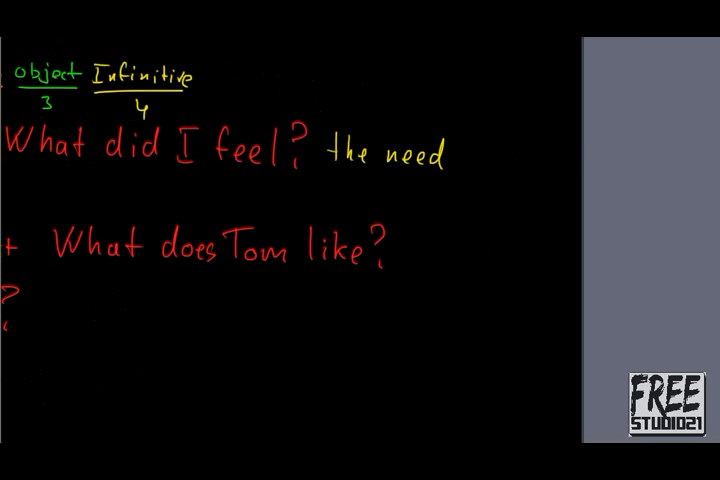 object Infinitive
3 4
What did I feel? the need
+ What does Tom like?
?
FREE
STUDIO21